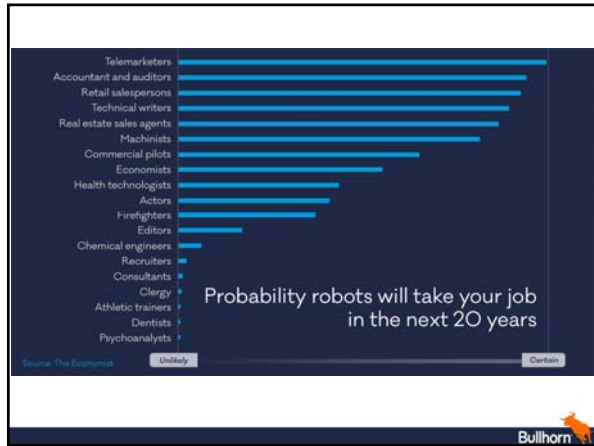 Telemarketers
Accountant and auditors
Retail salespersons
Technical writers
Real estate sales agents
Machinists
Commercial pilots
Economists
Health technologists
Actors
Firefighters
Editors
Chemical engineers
Recruiters
Consultants
Clergy
Athletic trainers
Dentists
Psychoanalysts
Probability robots will take your job
in the next 20 years
Source: The Economist
Unlikely
Certain
Bullhorn